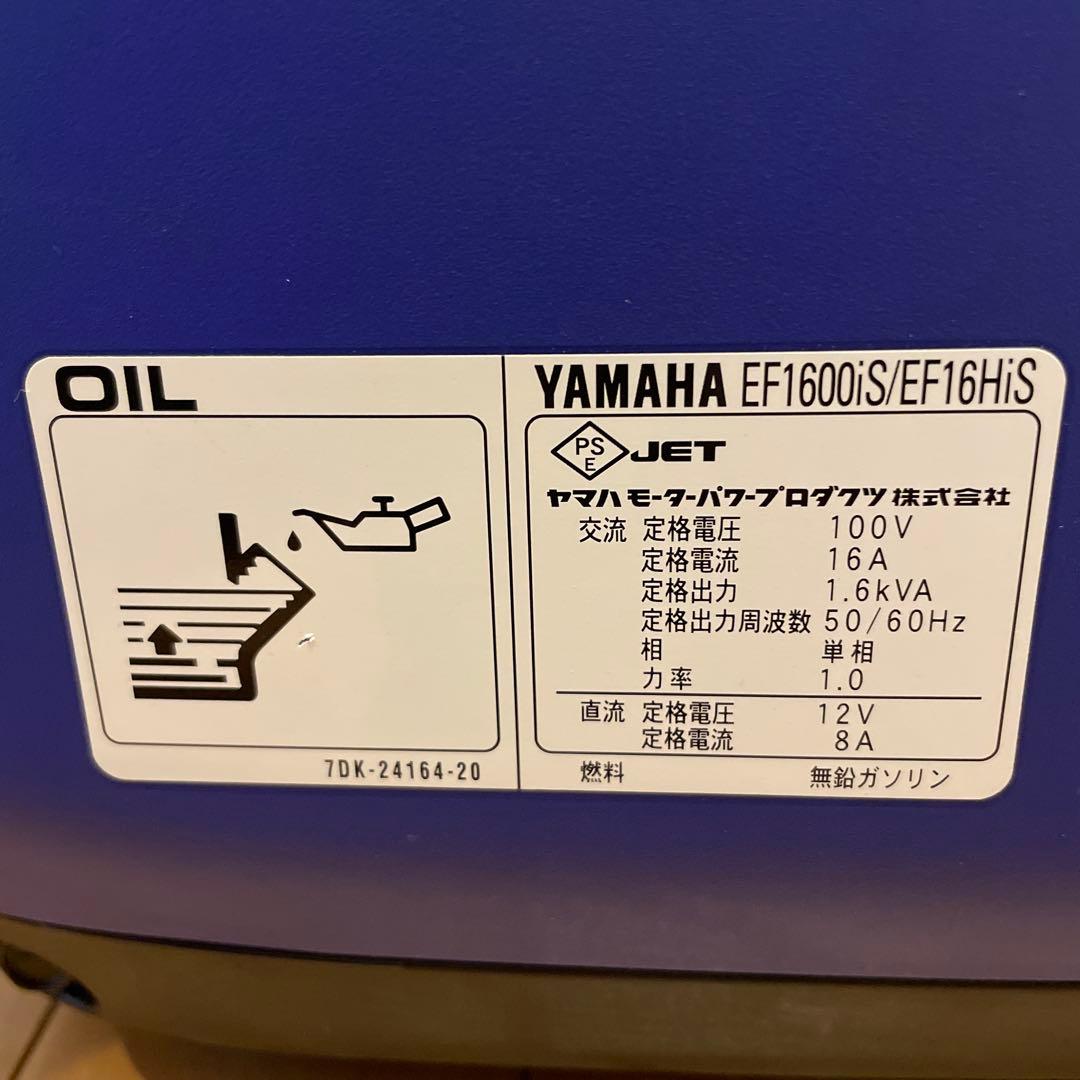 OIL
7DK-24164-20
YAMAHA EF1600iS/EF16HiS
PS E JET
ヤマハモーターパワープロダクツ株式会社
交流 定格電圧 100V
定格電流 16A
定格出力 1.6kVA
定格出力周波数 50/60Hz
相 単相
力率 1.0
直流 定格電圧 12V
定格電流 8A
燃料 無鉛ガソリン